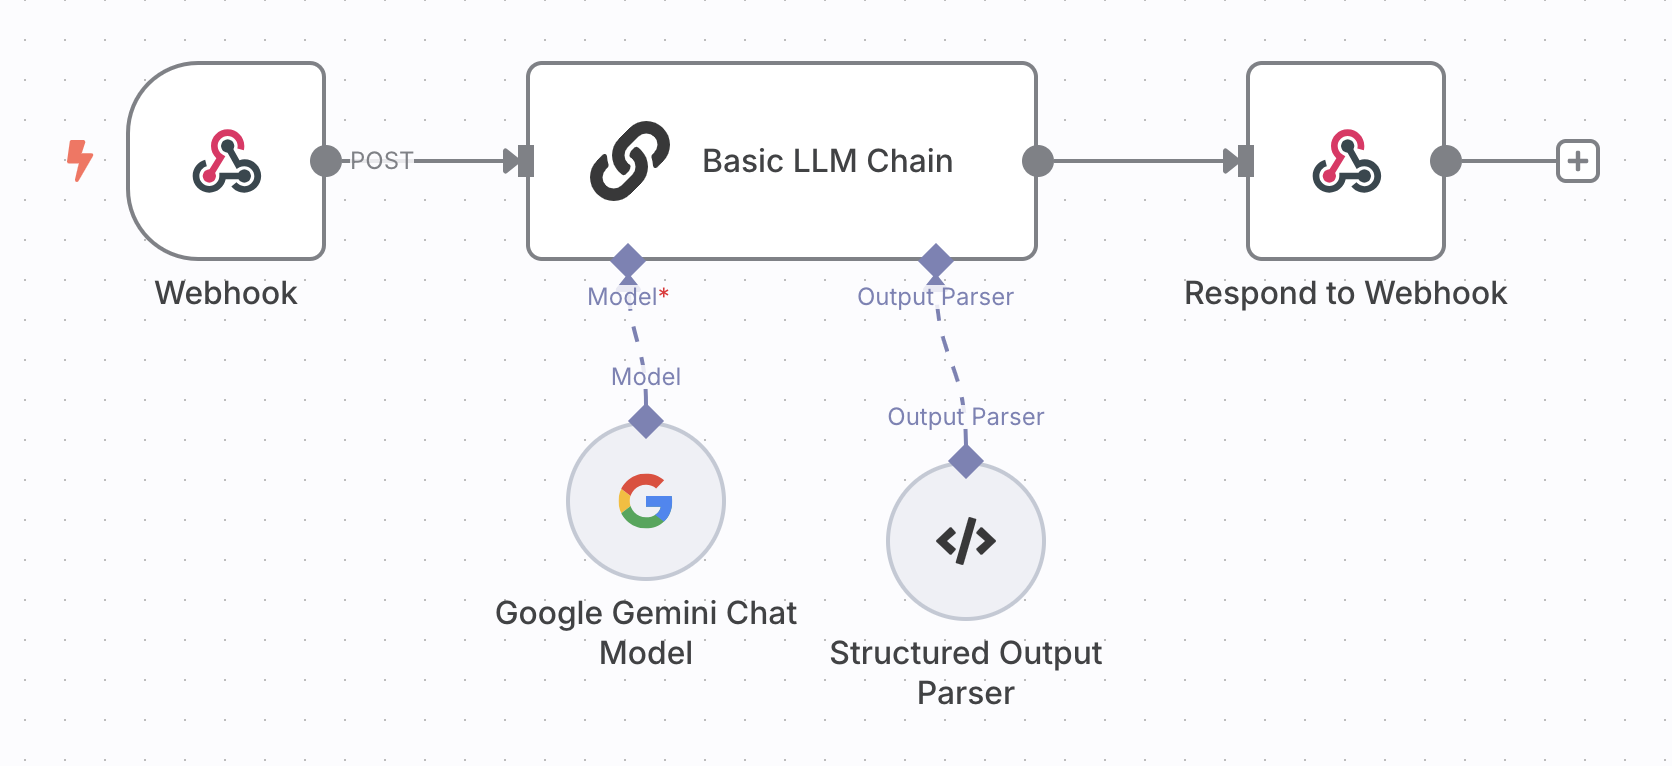 POST
Basic LLM Chain
Webhook
Model*
Output Parser
Respond to Webhook
Model
Output Parser
Google Gemini Chat
Model
Structured Output
Parser